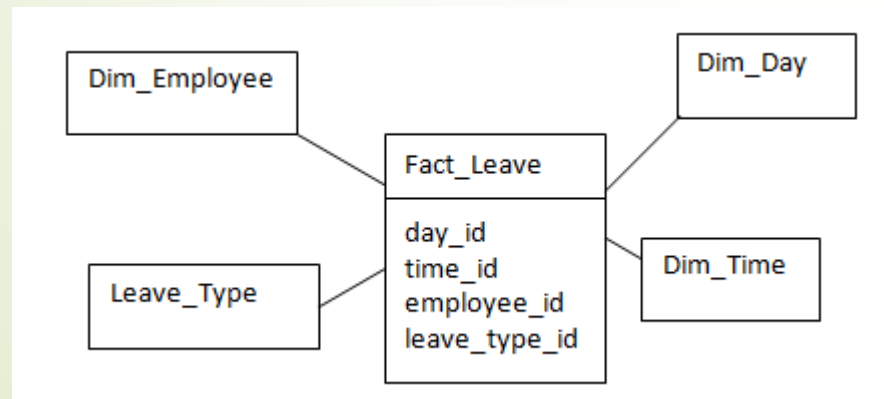 Dim_Employee
Dim_Day
Fact_Leave
day_id
time_id
employee_id
leave_type_id
Leave_Type
Dim_Time